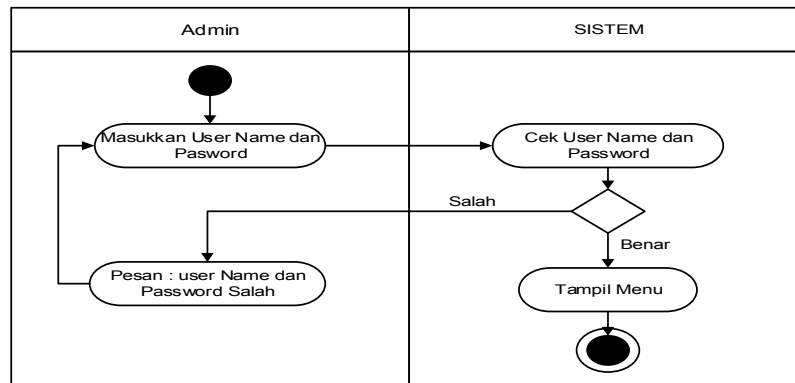 Admin
SISTEM
Masukkan User Name dan
Pasword
Cek User Name dan
Password
Salah
Benar
Pesan : user Name dan
Password Salah
Tampil Menu